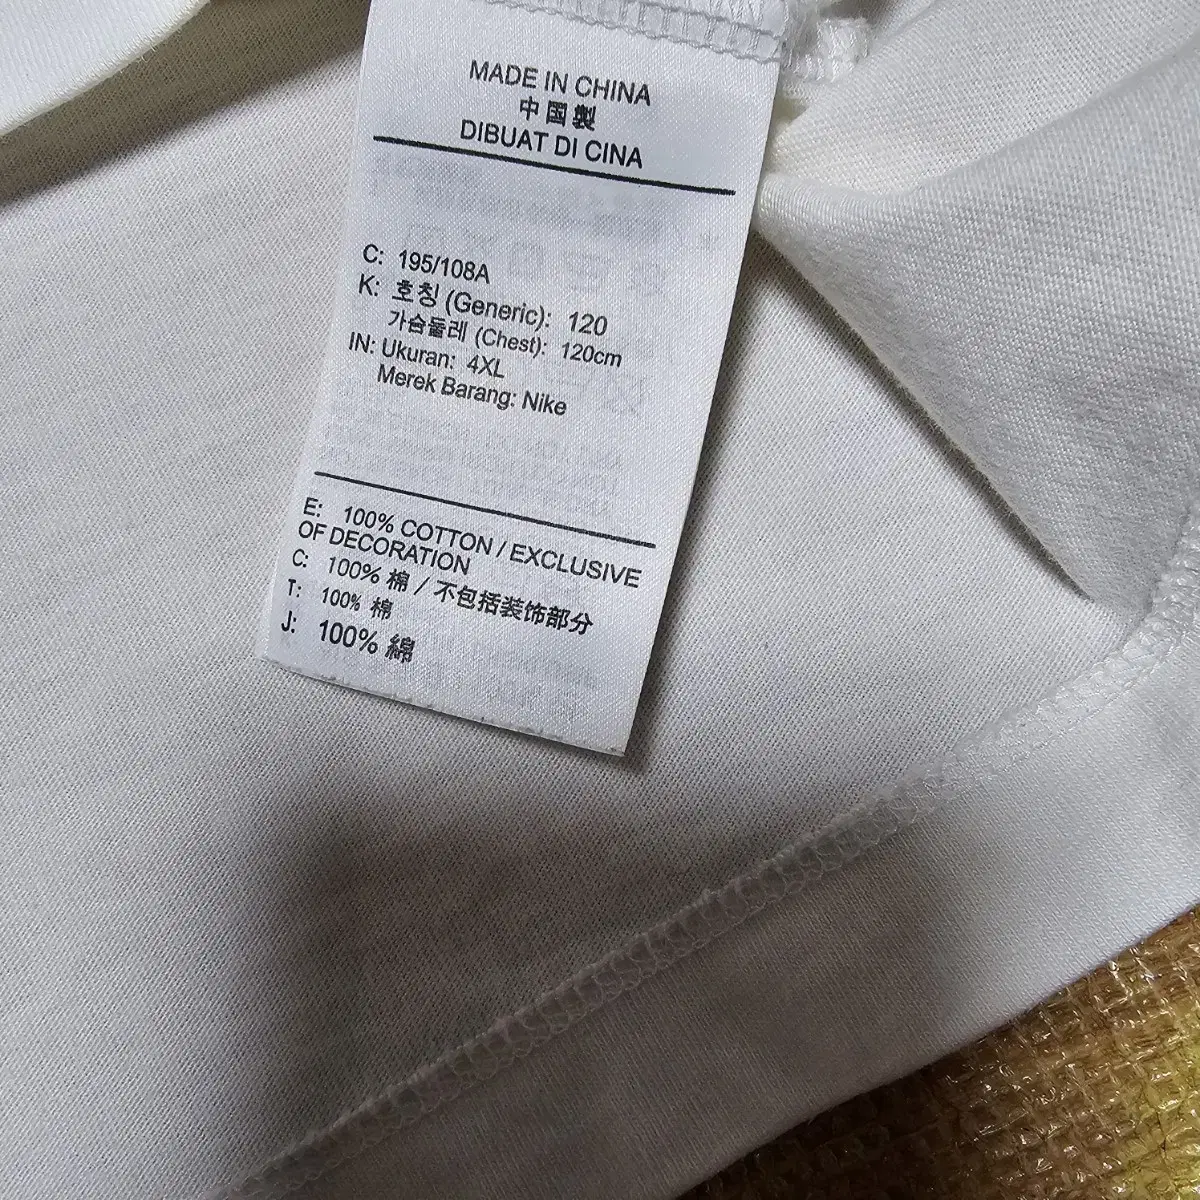 MADE IN CHINA
中国製
DIBUAT DI CINA
C: 195/108A
K: 호칭 (Generic): 120
가슴둘레 (Chest): 120cm
IN: Ukuran: 4XL
Merek Barang: Nike
E: 100% COTTON / EXCLUSIVE
OF DECORATION
C: 100% 棉 / 不包括装饰部分
T: 100% 棉
J: 100% 綿